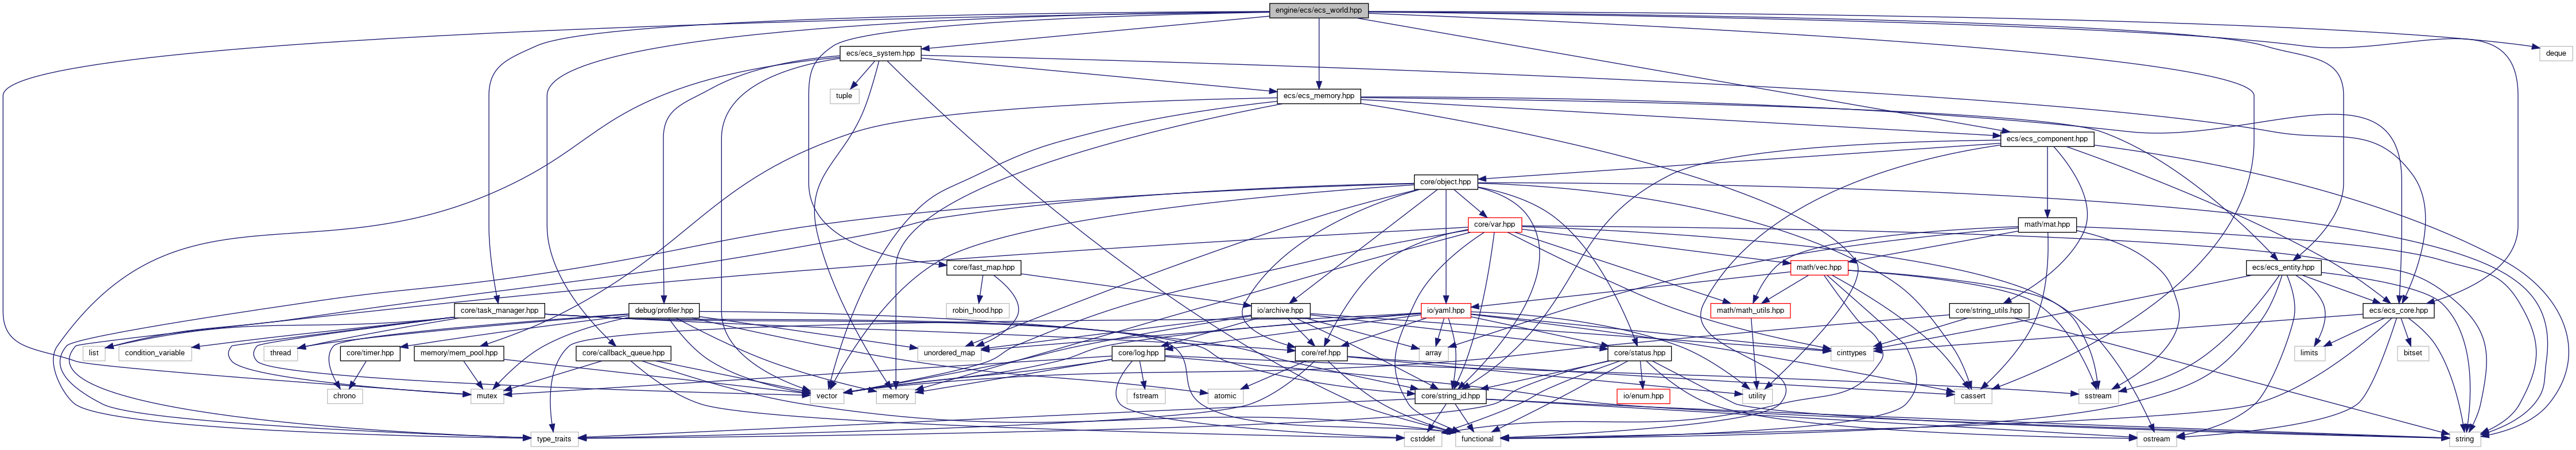 engine/ecs/ecs_world.hpp
ecs/ecs_system.hpp
deque
tuple
ecs/ecs_memory.hpp
ecs/ecs_component.hpp
core/object.hpp
core/var.hpp
math/mat.hpp
core/fast_map.hpp
math/vec.hpp
ecs/ecs_entity.hpp
core/task_manager.hpp
debug/profiler.hpp
robin_hood.hpp
io/archive.hpp
io/yaml.hpp
math/math_utils.hpp
core/string_utils.hpp
ecs/ecs_core.hpp
list
condition_variable
thread
core/timer.hpp
memory/mem_pool.hpp
core/callback_queue.hpp
unordered_map
core/log.hpp
core/ref.hpp
array
core/status.hpp
cinttypes
limits
bitset
chrono
mutex
vector
memory
fstream
atomic
core/string_id.hpp
io/enum.hpp
utility
cassert
sstream
type_traits
cstddef
functional
ostream
string